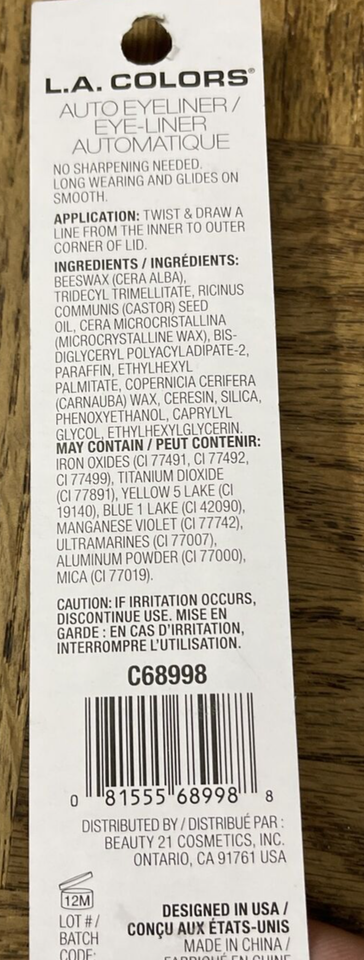 L.A. COLORS®
AUTO EYELINER /
EYE-LINER
AUTOMATIQUE
NO SHARPENING NEEDED.
LONG WEARING AND GLIDES ON
SMOOTH.
APPLICATION: TWIST & DRAW A
LINE FROM THE INNER TO OUTER
CORNER OF LID.
INGREDIENTS / INGRÉDIENTS:
BEESWAX (CERA ALBA),
TRIDECYL TRIMELLITATE, RICINUS
COMMUNIS (CASTOR) SEED
OIL, CERA MICROCRISTALLINA
(MICROCRYSTALLINE WAX), BIS-
DIGLYCERYL POLYACYLADIPATE-2,
PARAFFIN, ETHYLHEXYL
PALMITATE, COPERNICIA CERIFERA
(CARNAUBA) WAX, CERESIN, SILICA,
PHENOXYETHANOL, CAPRYLYL
GLYCOL, ETHYLHEXYLGLYCERIN.
MAY CONTAIN / PEUT CONTENIR:
IRON OXIDES (CI 77491, CI 77492,
CI 77499), TITANIUM DIOXIDE
(CI 77891), YELLOW 5 LAKE (CI
19140), BLUE 1 LAKE (CI 42090),
MANGANESE VIOLET (CI 77742),
ULTRAMARINES (CI 77007),
ALUMINUM POWDER (CI 77000),
MICA (CI 77019).
CAUTION: IF IRRITATION OCCURS,
DISCONTINUE USE. MISE EN
GARDE : EN CAS D'IRRITATION,
INTERROMPRE L'UTILISATION.
C68998
0 81555 68998 8
DISTRIBUTED BY / DISTRIBUÉ PAR :
BEAUTY 21 COSMETICS, INC.
ONTARIO, CA 91761 USA
12M
LOT # /
BATCH
CODE:
DESIGNED IN USA /
CONÇU AUX ÉTATS-UNIS
MADE IN CHINA /
FABRIQUÉ EN CHINE